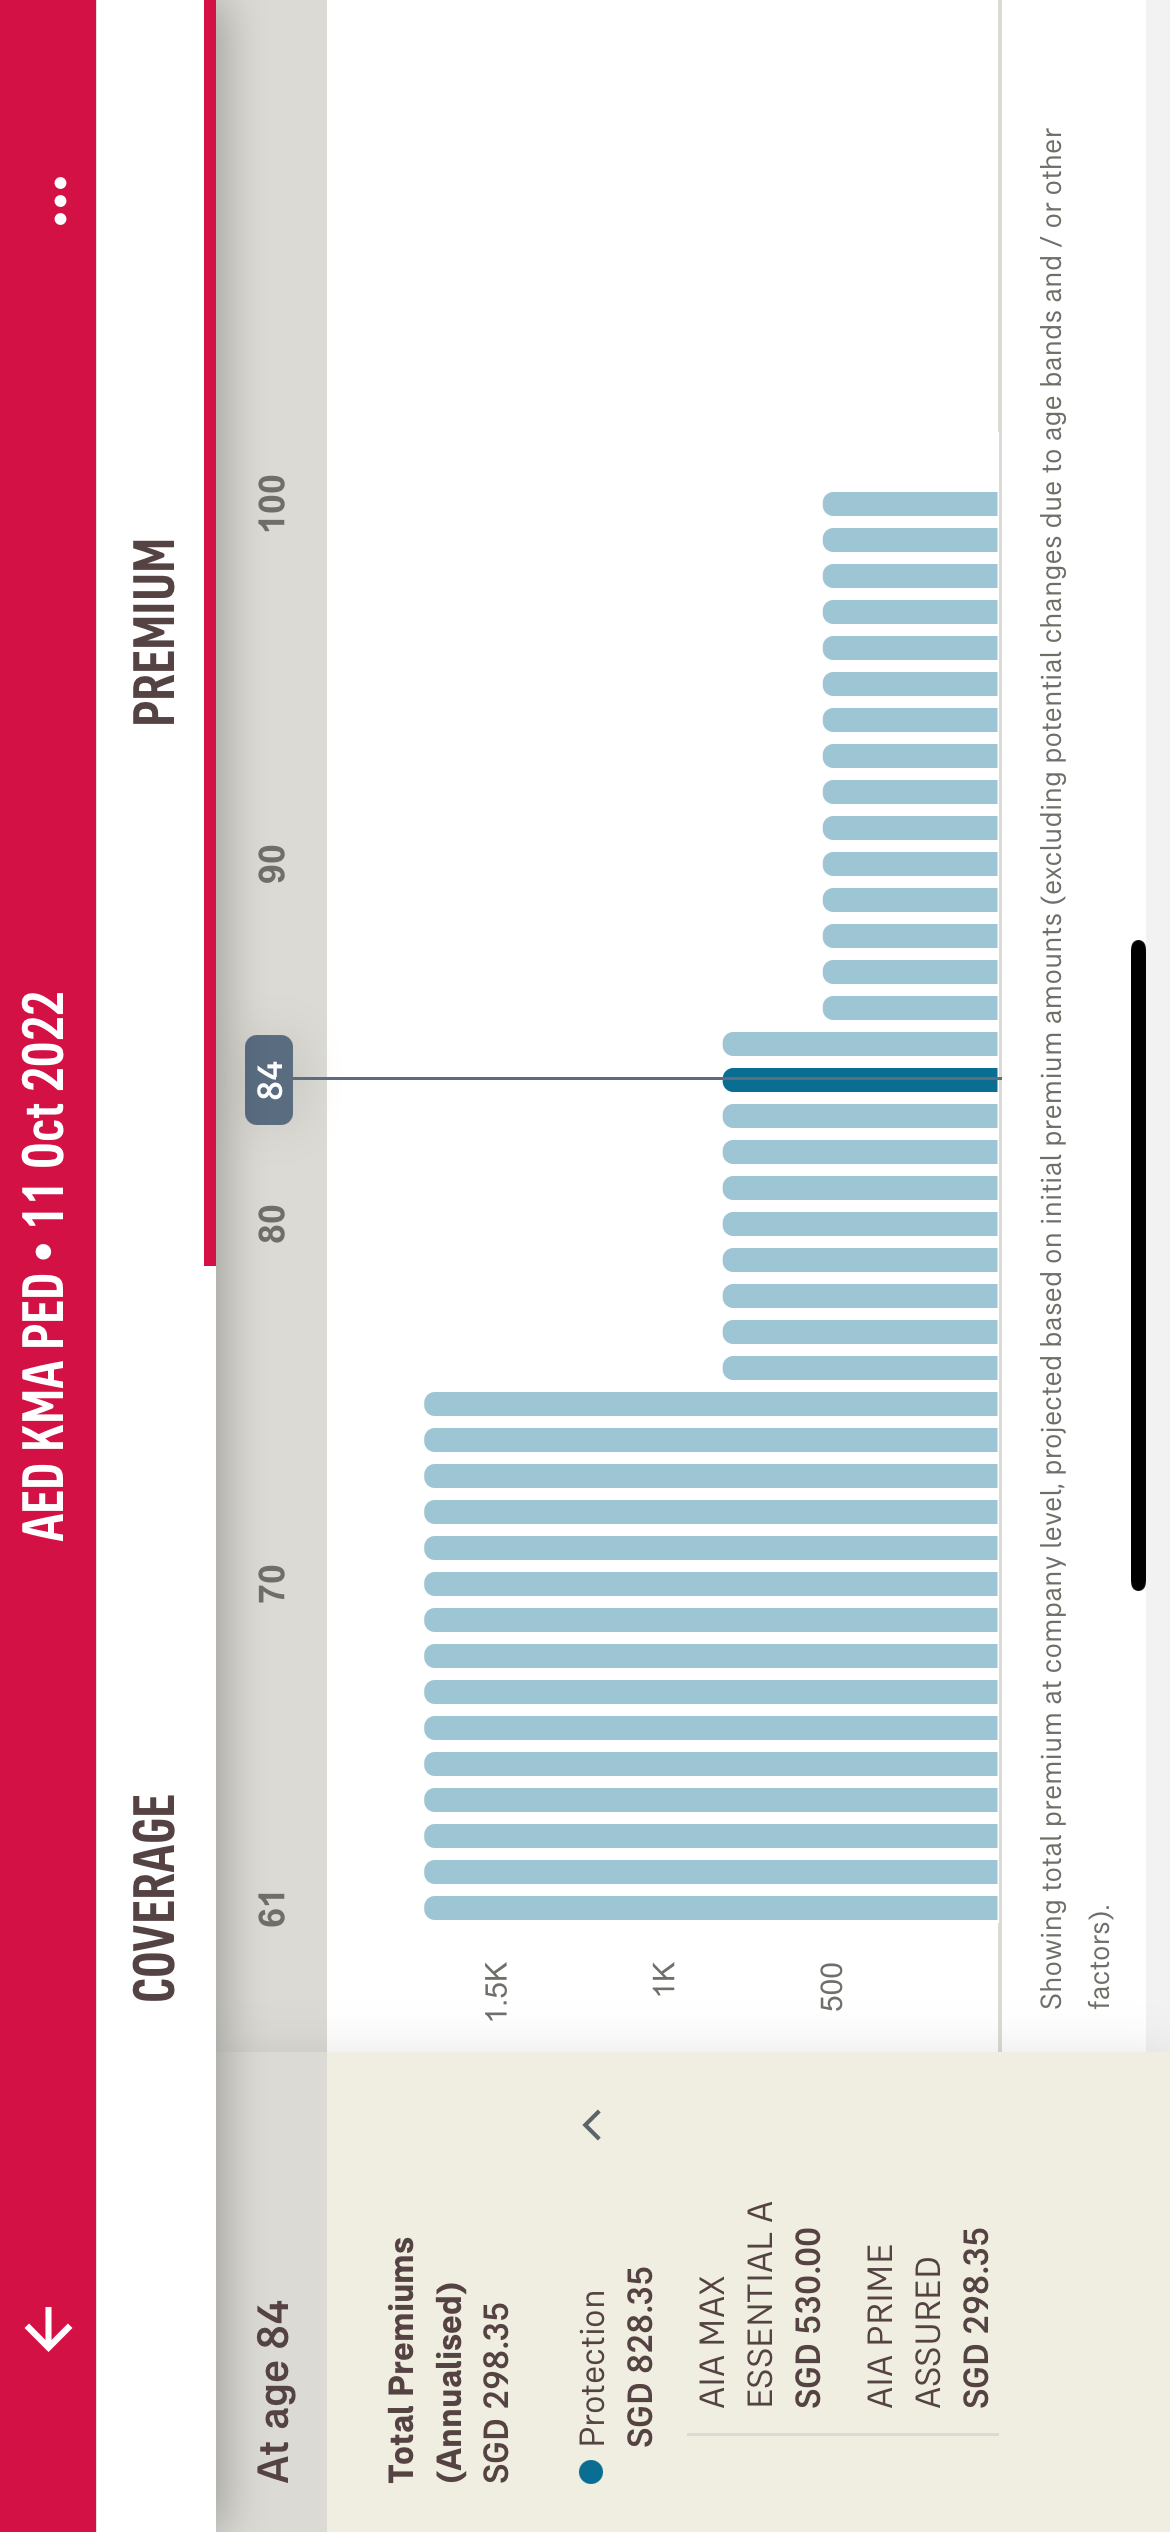 AED KMA PED • 11 Oct 2022
COVERAGE
PREMIUM
At age 84
61
70
80
84
90
100
Total Premiums
(Annualised)
SGD 298.35
Protection
SGD 828.35
AIA MAX
ESSENTIAL A
SGD 530.00
AIA PRIME
ASSURED
SGD 298.35
1.5K
1K
500
Showing total premium at company level, projected based on initial premium amounts (excluding potential changes due to age bands and / or other
factors).